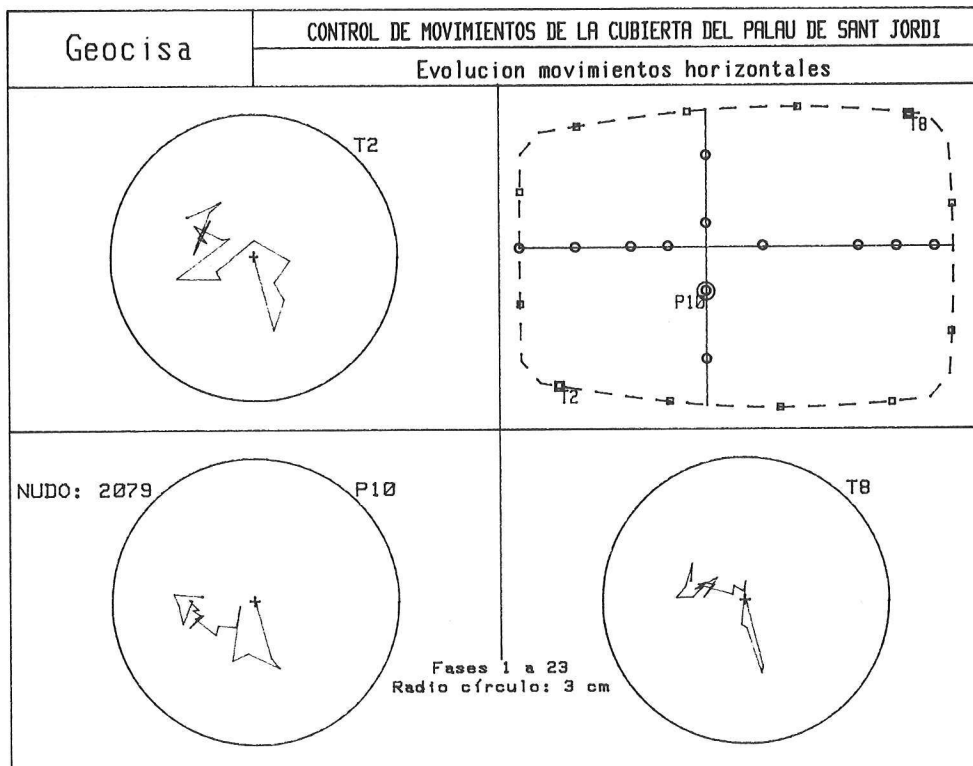 Geocisa
CONTROL DE MOVIMIENTOS DE LA CUBIERTA DEL PALAU DE SANT JORDI
Evolucion movimientos horizontales
T2
T8
P10
T2
NUDO: 2079
P10
T8
Fases 1 a 23
Radio círculo: 3 cm